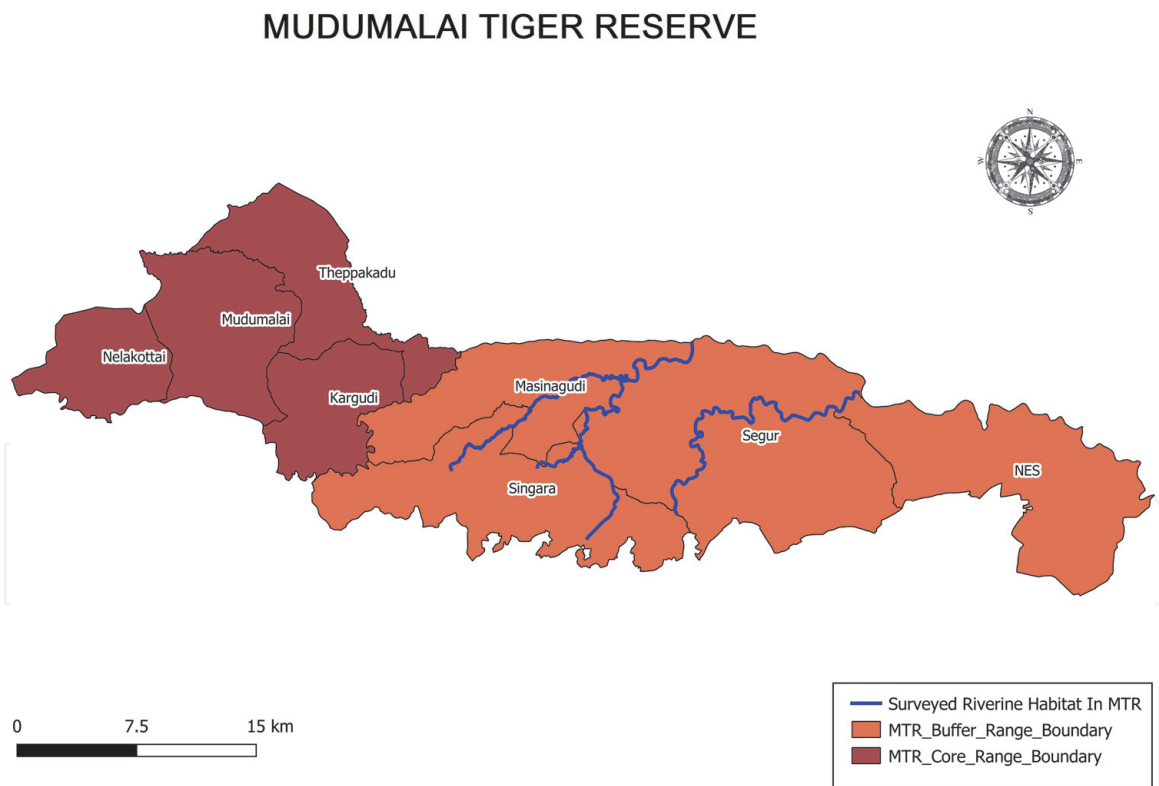 MUDUMALAI TIGER RESERVE
N
W
E
S
Theppakadu
Mudumalai
Nelakottai
Masinagudi
Kargudi
Segur
NES
Singara
0 7.5 15 km
Surveyed Riverine Habitat In MTR
MTR_Buffer_Range_Boundary
MTR_Core_Range_Boundary